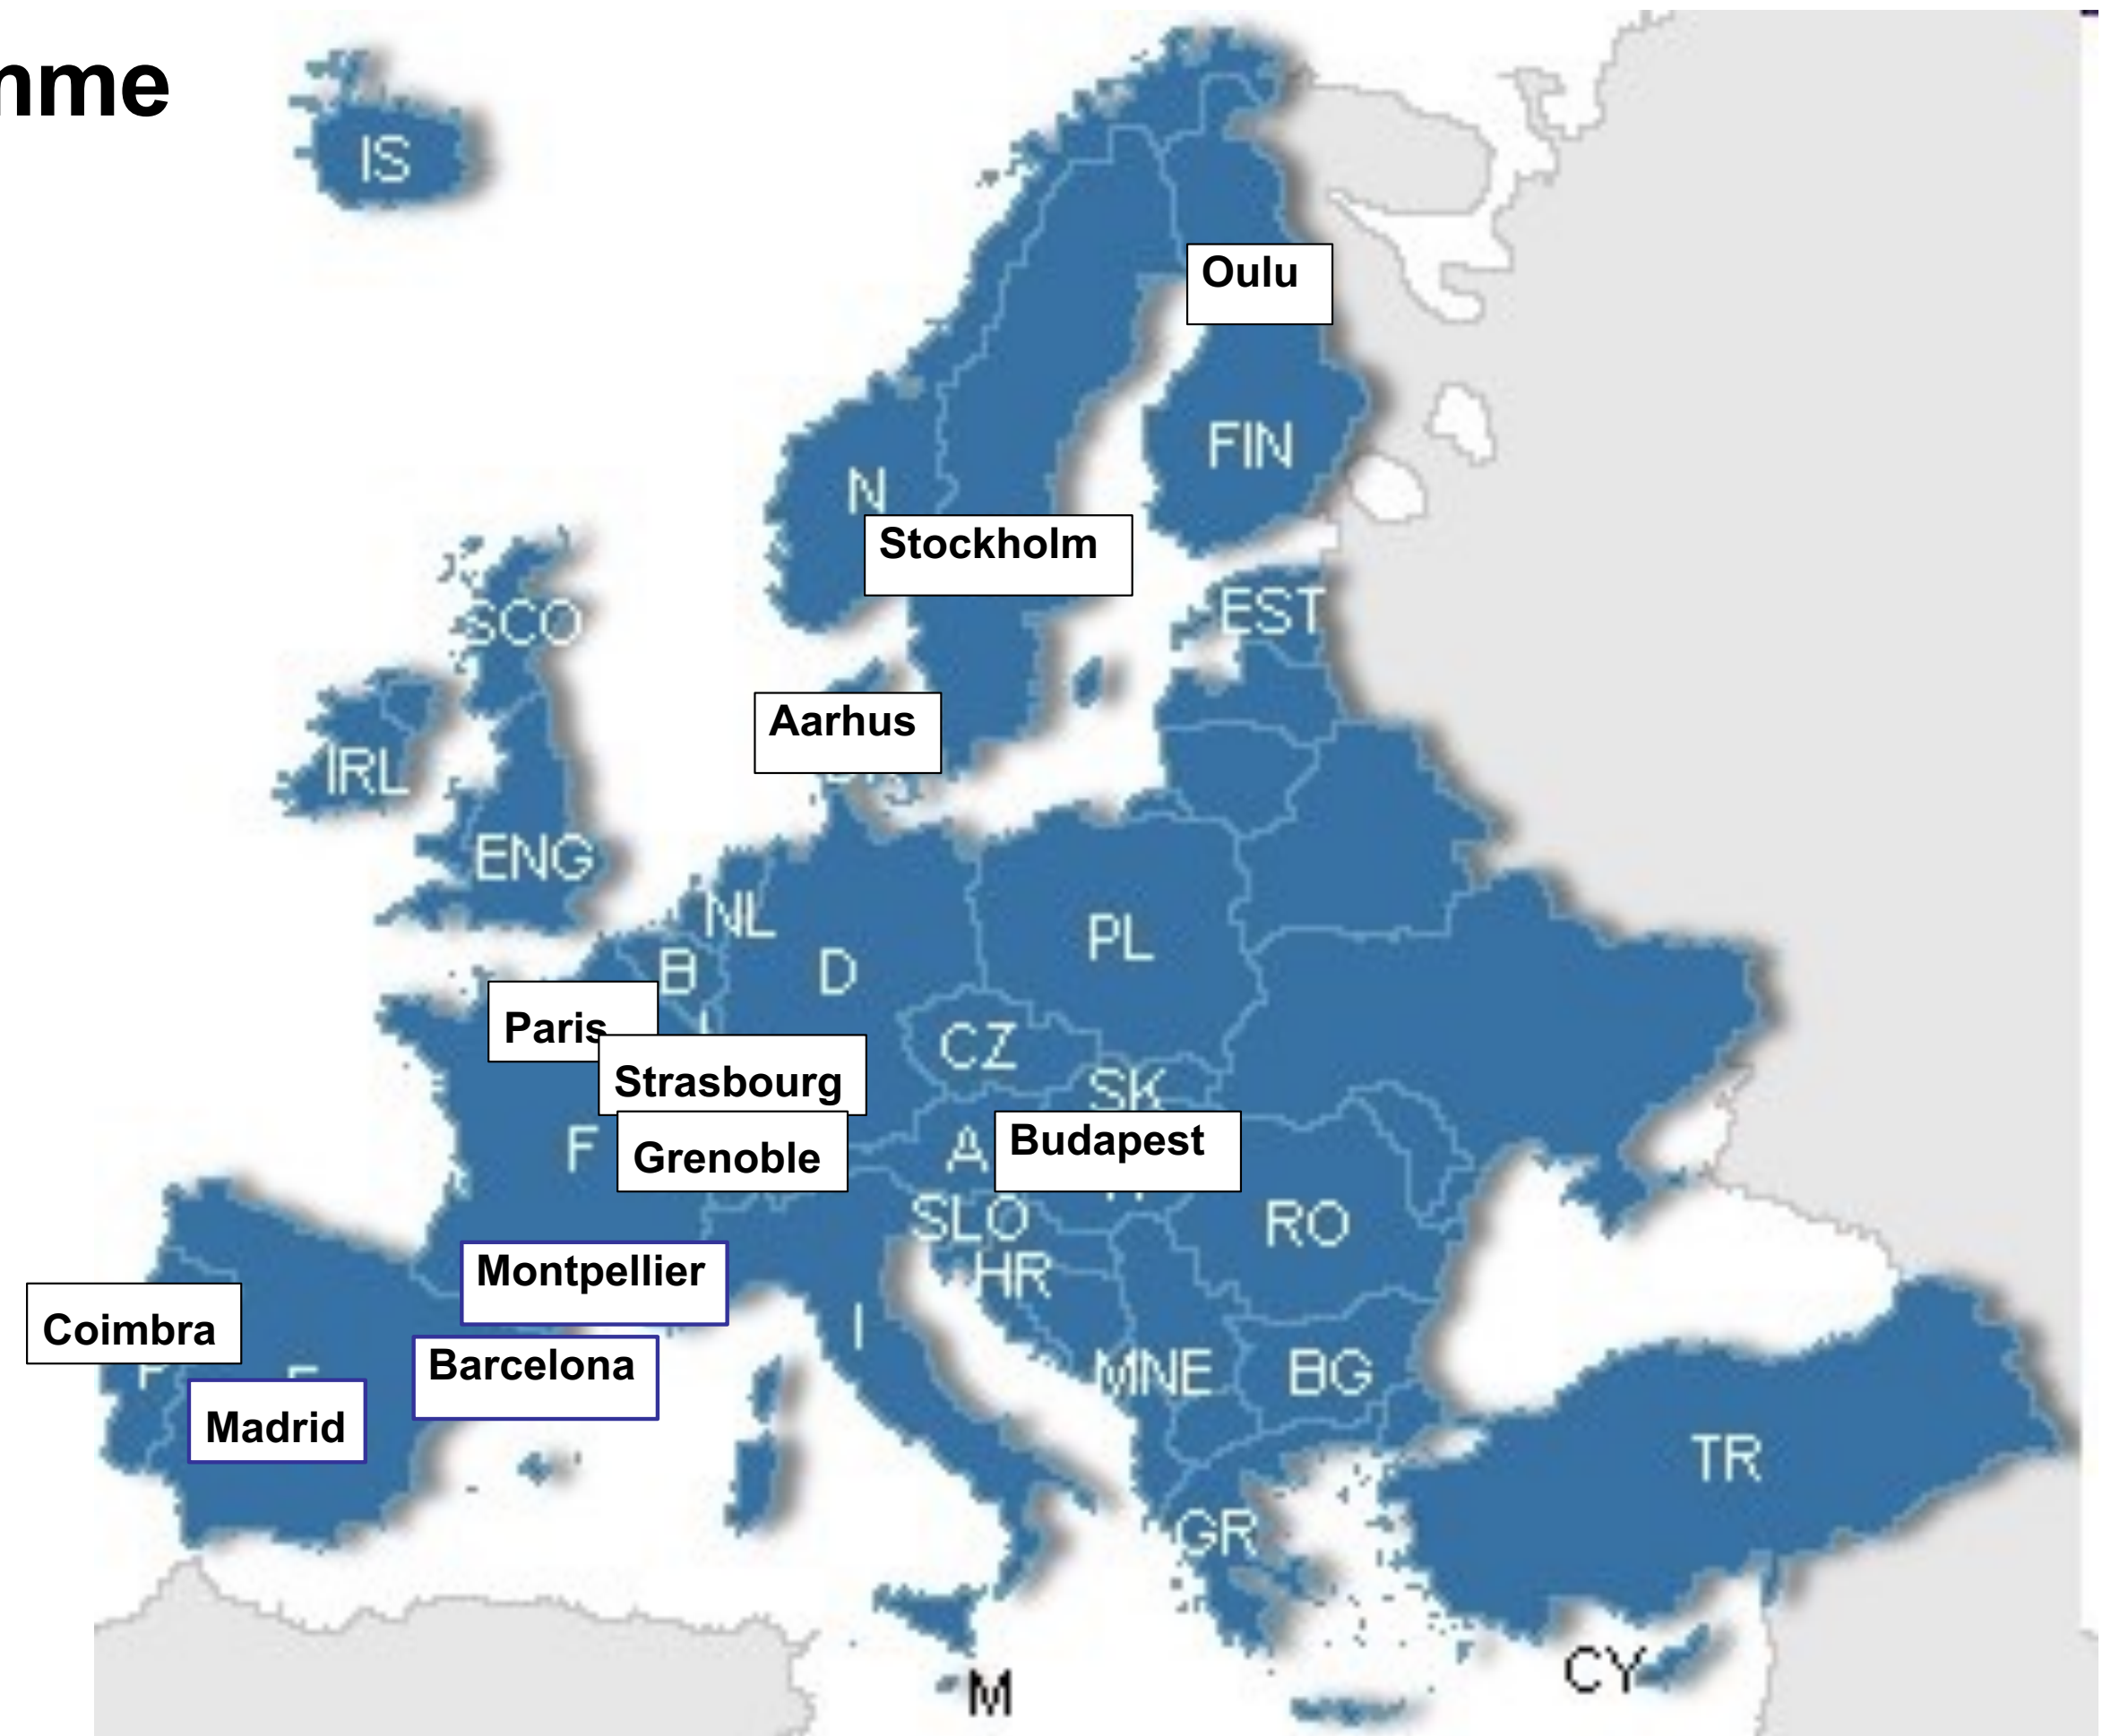 mme
IS
Oulu
FIN
N
Stockholm
SCO
EST
Aarhus
IRL
ENG
NL
PL
B
D
Paris
CZ
Strasbourg
SK
F
Grenoble
A
Budapest
SLO
RO
HR
Montpellier
Coimbra
I
Barcelona
MNE
BG
Madrid
TR
GR
CY
M